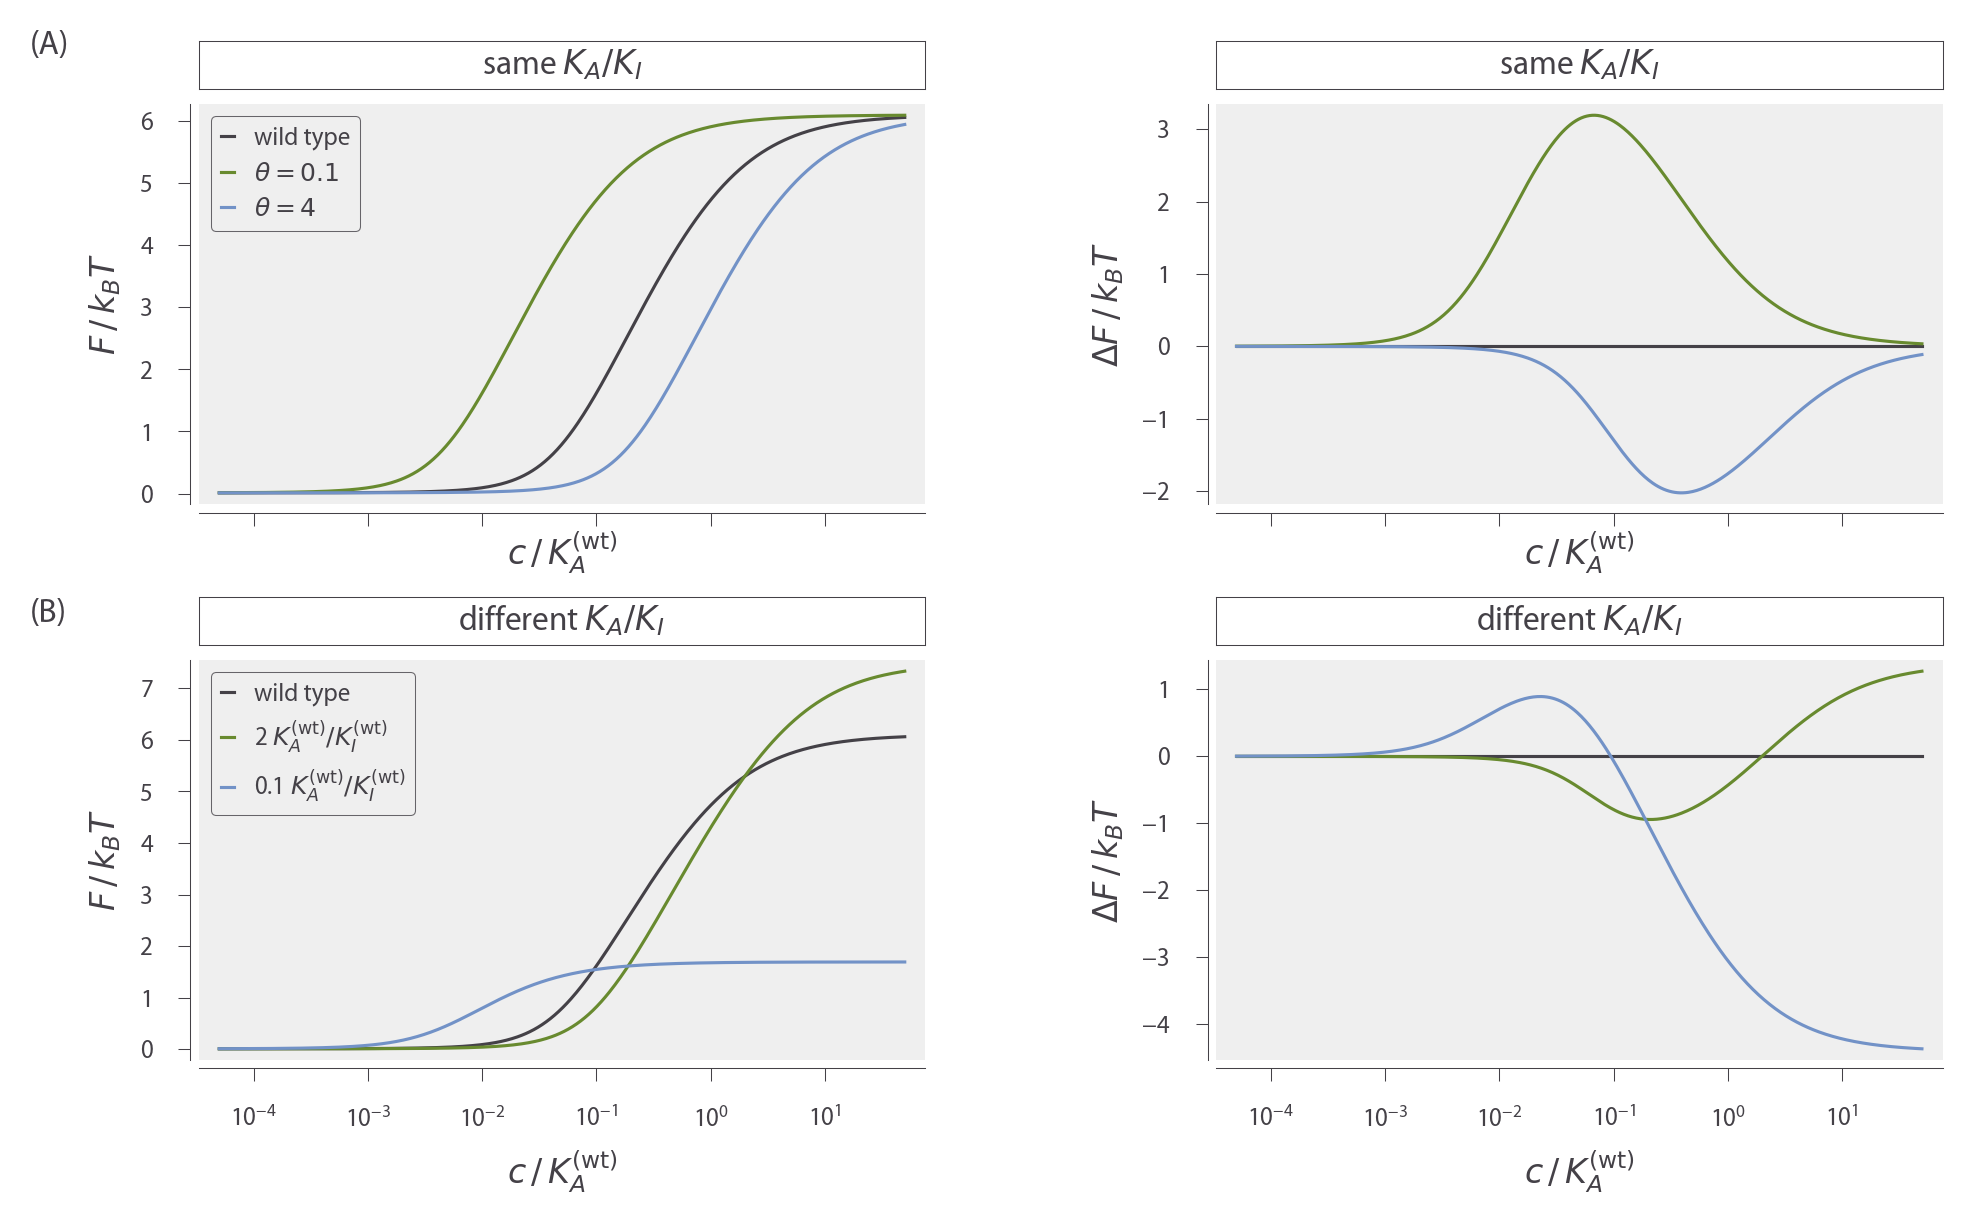 (A)
same K_A/K_I
F / k_BT
6
5
4
3
2
1
0
wild type
θ = 0.1
θ = 4
c / K_A^(wt)
same K_A/K_I
ΔF / k_BT
3
2
1
0
−1
−2
c / K_A^(wt)
(B)
different K_A/K_I
F / k_BT
7
6
5
4
3
2
1
0
wild type
2 K_A^(wt)/K_I^(wt)
0.1 K_A^(wt)/K_I^(wt)
10^−4 10^−3 10^−2 10^−1 10^0 10^1
c / K_A^(wt)
different K_A/K_I
ΔF / k_BT
1
0
−1
−2
−3
−4
10^−4 10^−3 10^−2 10^−1 10^0 10^1
c / K_A^(wt)